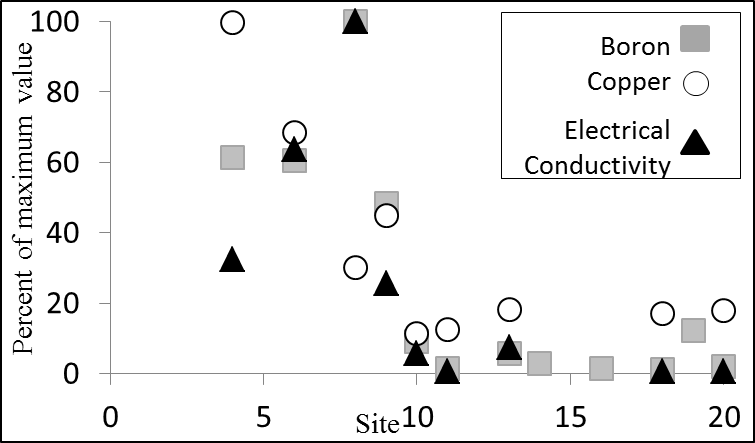 100
80
60
40
20
0
Percent of maximum value
Boron
Copper
Electrical
Conductivity
0 5 10 15 20
Site